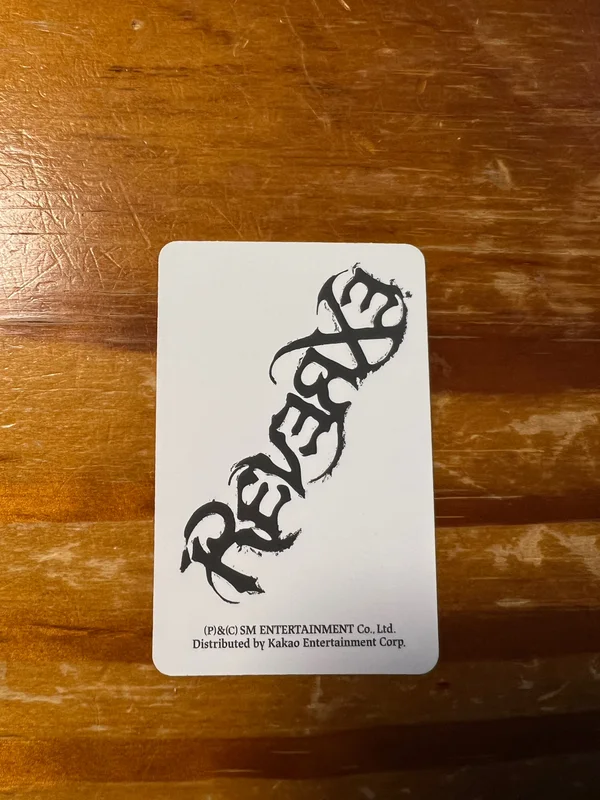 REVERXE
(P)&(C) SM ENTERTAINMENT Co., Ltd.
Distributed by Kakao Entertainment Corp.